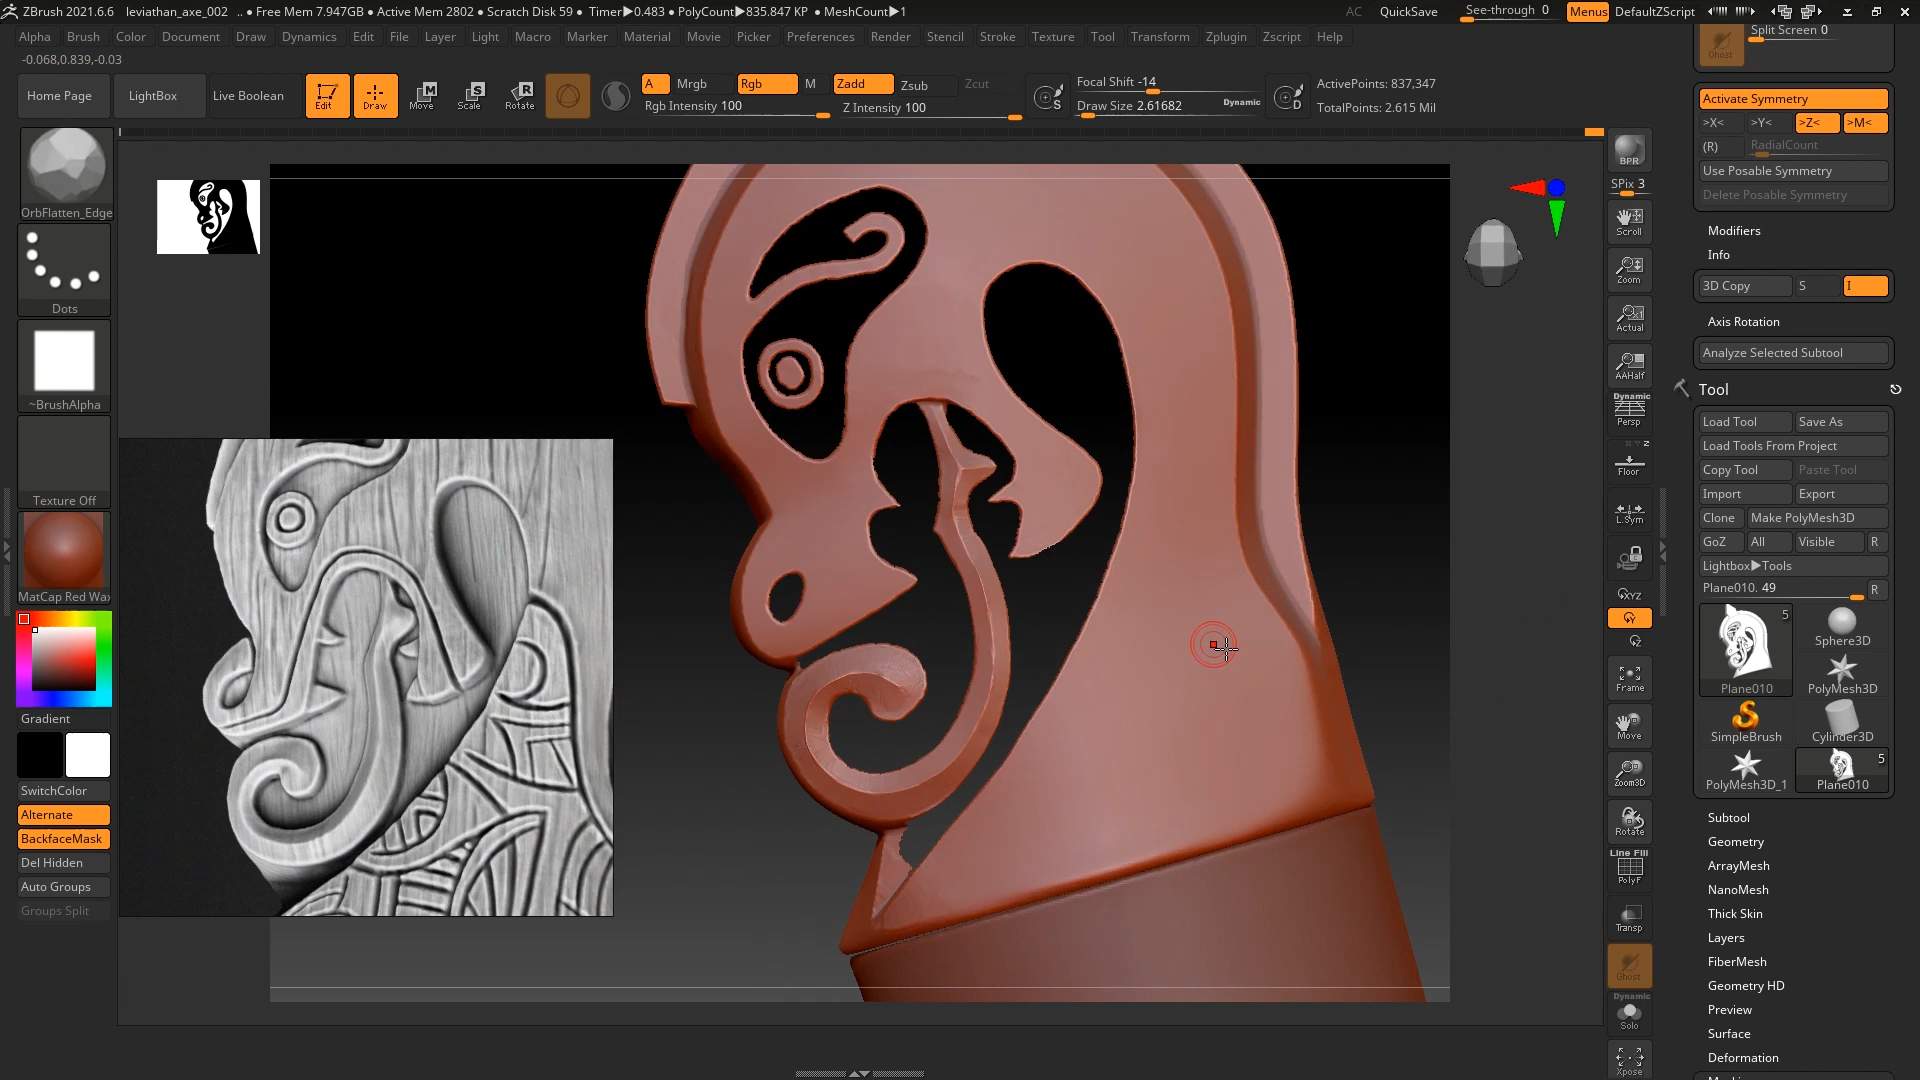 ZBrush 2021.6.6 leviathan_axe_002 .. ● Free Mem 7.947GB ● Active Mem 2802 ● Scratch Disk 59 ● Timer▶0.483 ● PolyCount▶835.847 KP ● MeshCount▶1 AC QuickSave See-through 0 Menus DefaultZScript
Alpha Brush Color Document Draw Dynamics Edit File Layer Light Macro Marker Material Movie Picker Preferences Render Stencil Stroke Texture Tool Transform Zplugin Zscript Help
-0.068,0.839,-0.03
Home Page LightBox Live Boolean Edit Draw Move Scale Rotate
A Mrgb Rgb M Zadd Zsub Zcut
Rgb Intensity 100 Z Intensity 100
Focal Shift -14
Draw Size 2.61682 Dynamic
ActivePoints: 837,347
TotalPoints: 2.615 Mil
OrbFlatten_Edge
Dots
~BrushAlpha
Texture Off
MatCap Red Wax
Gradient
SwitchColor
Alternate
BackfaceMask
Del Hidden
Auto Groups
Groups Split
BPR
SPix 3
Scroll
Zoom
Actual
AAHalf
Dynamic
Persp
Floor
L.Sym
XYZ
Y
Z
Frame
Move
Zoom3D
Rotate
Line Fill
PolyF
Transp
Ghost
Dynamic
Solo
Xpose
Ghost Split Screen 0
Activate Symmetry
>X< >Y< >Z< >M<
(R) RadialCount
Use Posable Symmetry
Delete Posable Symmetry
Modifiers
Info
3D Copy S I
Axis Rotation
Analyze Selected Subtool
Tool
Load Tool Save As
Load Tools From Project
Copy Tool Paste Tool
Import Export
Clone Make PolyMesh3D
GoZ All Visible R
Lightbox▶Tools
Plane010. 49 R
5
Plane010 Sphere3D
PolyMesh3D
SimpleBrush Cylinder3D
5
PolyMesh3D_1 Plane010
Subtool
Geometry
ArrayMesh
NanoMesh
Thick Skin
Layers
FiberMesh
Geometry HD
Preview
Surface
Deformation